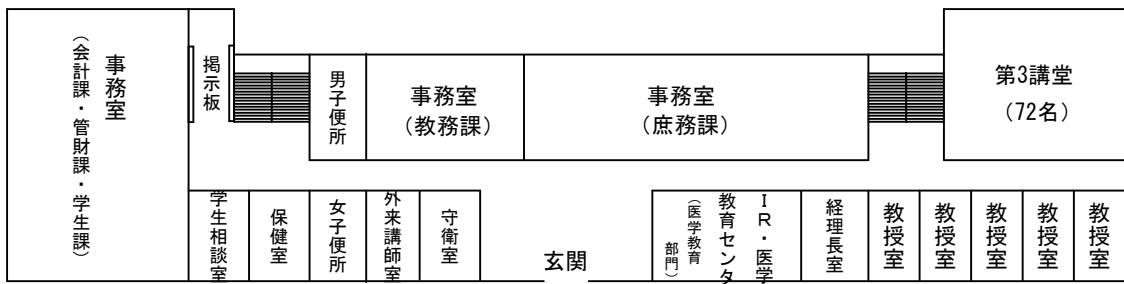 事務室
（会計課・管財課・学生課）
掲示板
男子便所
事務室
（教務課）
事務室
（庶務課）
第3講堂
（72名）
学生相談室
保健室
女子便所
外来講師室
守衛室
玄関
ＩＲ・医学
教育センタ
（医学教育
部門）
経理長室
教授室
教授室
教授室
教授室
教授室